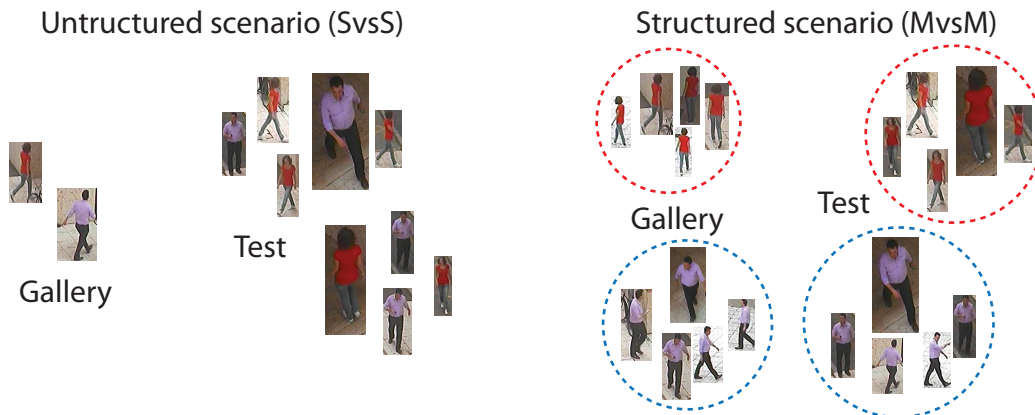 Untructured scenario (SvsS)
Structured scenario (MvsM)
Gallery
Test
Gallery
Test